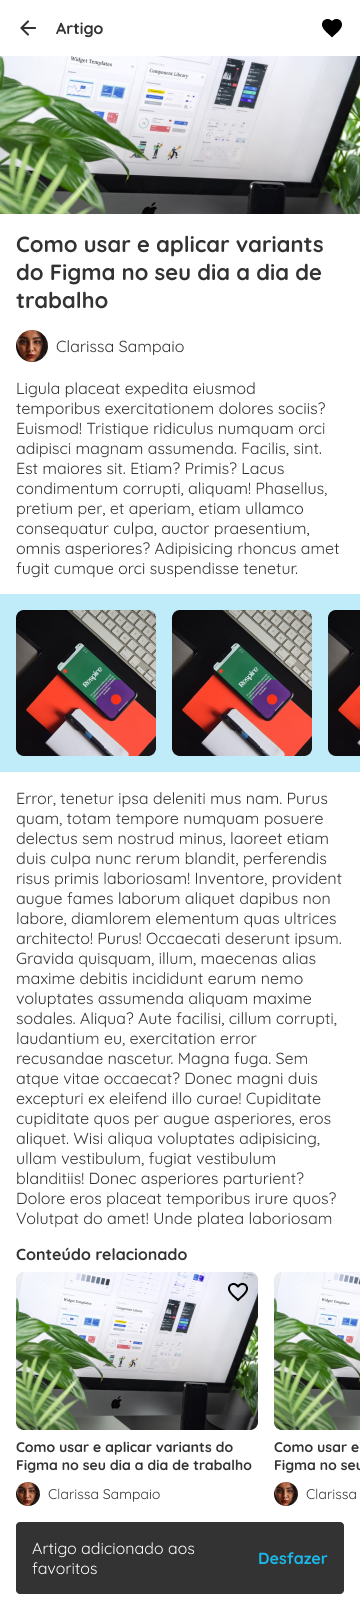 Artigo
Widget Templates
Component Library
Como usar e aplicar variants
do Figma no seu dia a dia de
trabalho
Clarissa Sampaio
Ligula placeat expedita eiusmod
temporibus exercitationem dolores sociis?
Euismod! Tristique ridiculus numquam orci
adipisci magnam assumenda. Facilis, sint.
Est maiores sit. Etiam? Primis? Lacus
condimentum corrupti, aliquam! Phasellus,
pretium per, et aperiam, etiam ullamco
consequatur culpa, auctor praesentium,
omnis asperiores? Adipisicing rhoncus amet
fugit cumque orci suspendisse tenetur.
Respiro
Respiro
Error, tenetur ipsa deleniti mus nam. Purus
quam, totam tempore numquam posuere
delectus sem nostrud minus, laoreet etiam
duis culpa nunc rerum blandit, perferendis
risus primis laboriosam! Inventore, provident
augue fames laborum aliquet dapibus non
labore, diamlorem elementum quas ultrices
architecto! Purus! Occaecati deserunt ipsum.
Gravida quisquam, illum, maecenas alias
maxime debitis incididunt earum nemo
voluptates assumenda aliquam maxime
sodales. Aliqua? Aute facilisi, cillum corrupti,
laudantium eu, exercitation error
recusandae nascetur. Magna fuga. Sem
atque vitae occaecat? Donec magni duis
excepturi ex eleifend illo curae! Cupiditate
cupiditate quos per augue asperiores, eros
aliquet. Wisi aliqua voluptates adipisicing,
ullam vestibulum, fugiat vestibulum
blanditiis! Donec asperiores parturient?
Dolore eros placeat temporibus irure quos?
Volutpat do amet! Unde platea laboriosam
Conteúdo relacionado
Widget Templates
Component Library
Como usar e aplicar variants do
Figma no seu dia a dia de trabalho
Clarissa Sampaio
Como usar e
Figma no seu
Clarissa
Artigo adicionado aos
favoritos
Desfazer